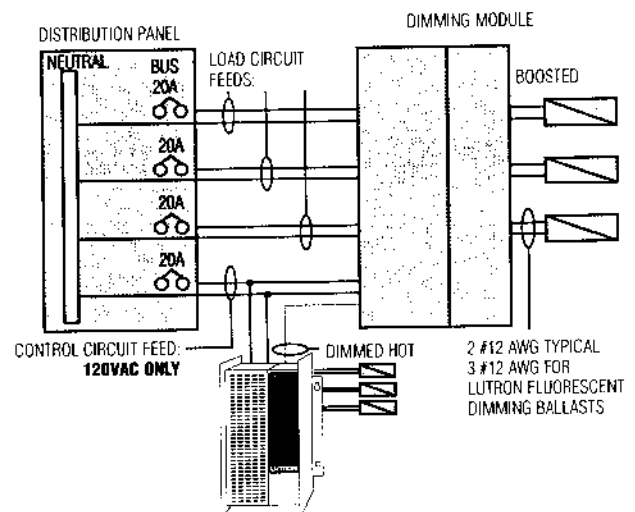 DIMMING MODULE
DISTRIBUTION PANEL
NEUTRAL
BUS
20A
LOAD CIRCUIT
FEEDS:
BOOSTED
20A
20A
20A
CONTROL CIRCUIT FEED:
120VAC ONLY
DIMMED HOT
2 #12 AWG TYPICAL
3 #12 AWG FOR
LUTRON FLUORESCENT
DIMMING BALLASTS